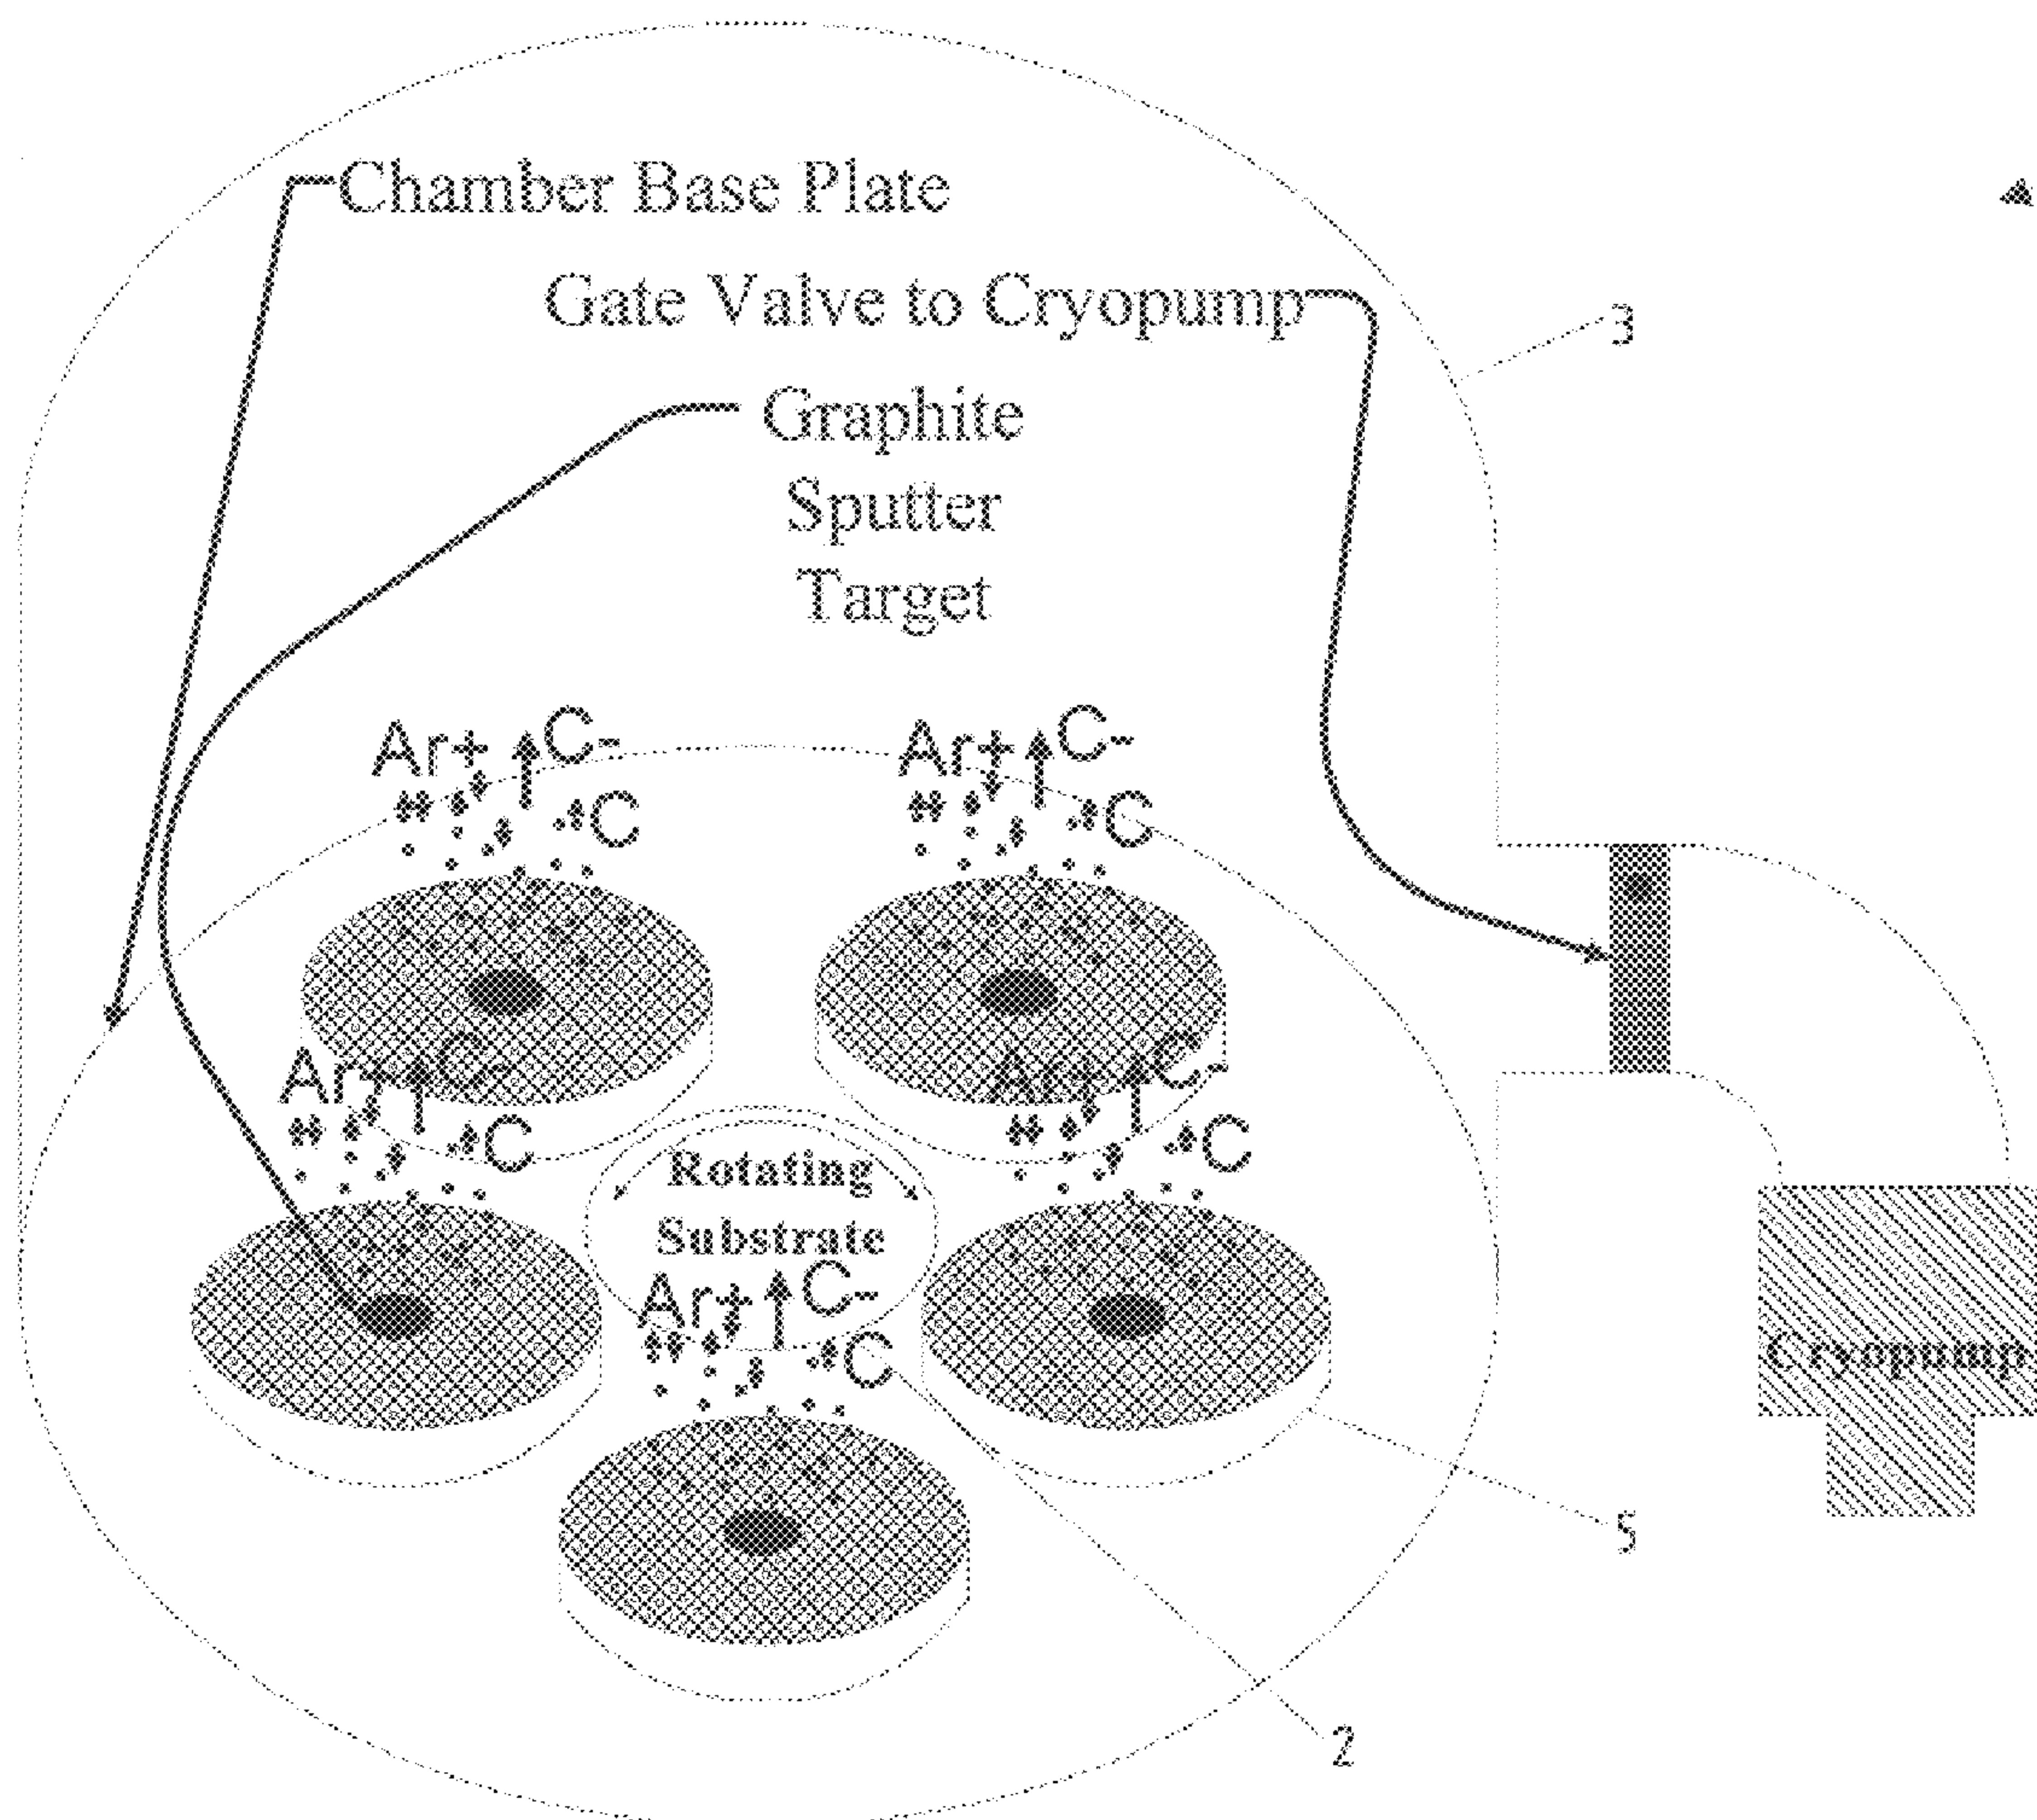 Chamber Base Plate
Gate Valve to Cryopump
3
Graphite
Sputter
Target
Ar+ C-
C
Ar+ C-
C
Ar+ C-
C
Ar+ C-
C
Rotating
Substrate
Ar+ C-
C
Cryopump
5
2